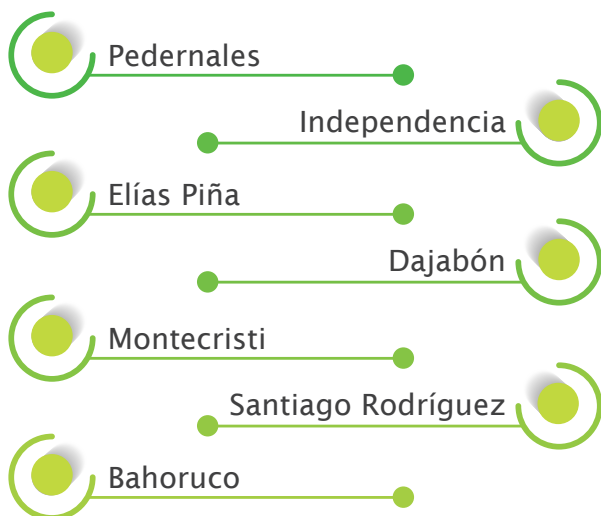 Pedernales
Independencia
Elías Piña
Dajabón
Montecristi
Santiago Rodríguez
Bahoruco